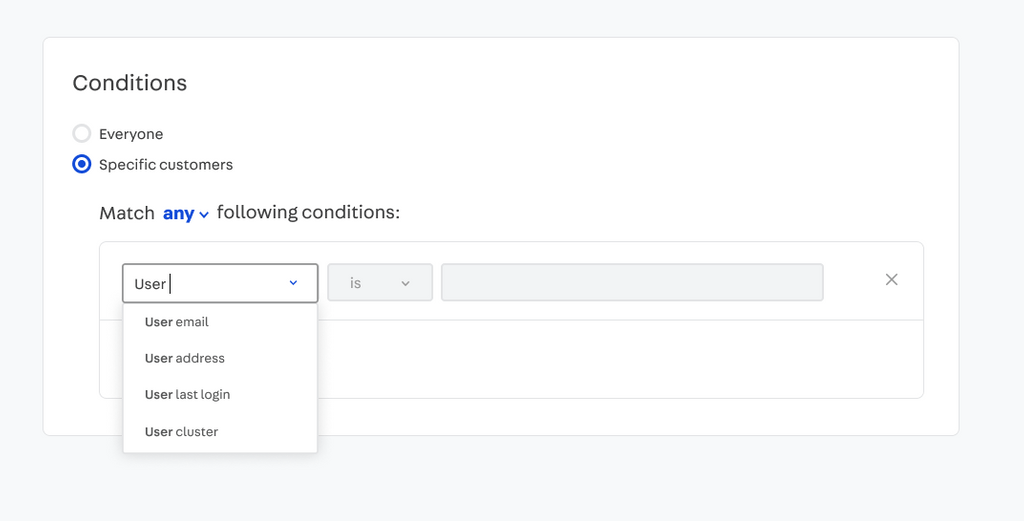 Conditions
Everyone
Specific customers
Match any following conditions:
User is
User email
User address
User last login
User cluster